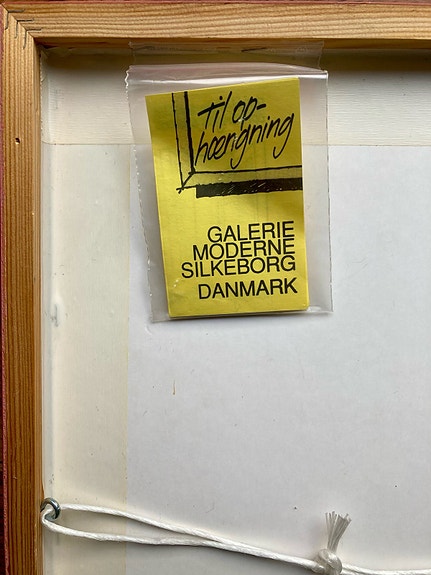 Til op-
hængning
GALERIE
MODERNE
SILKEBORG
DANMARK